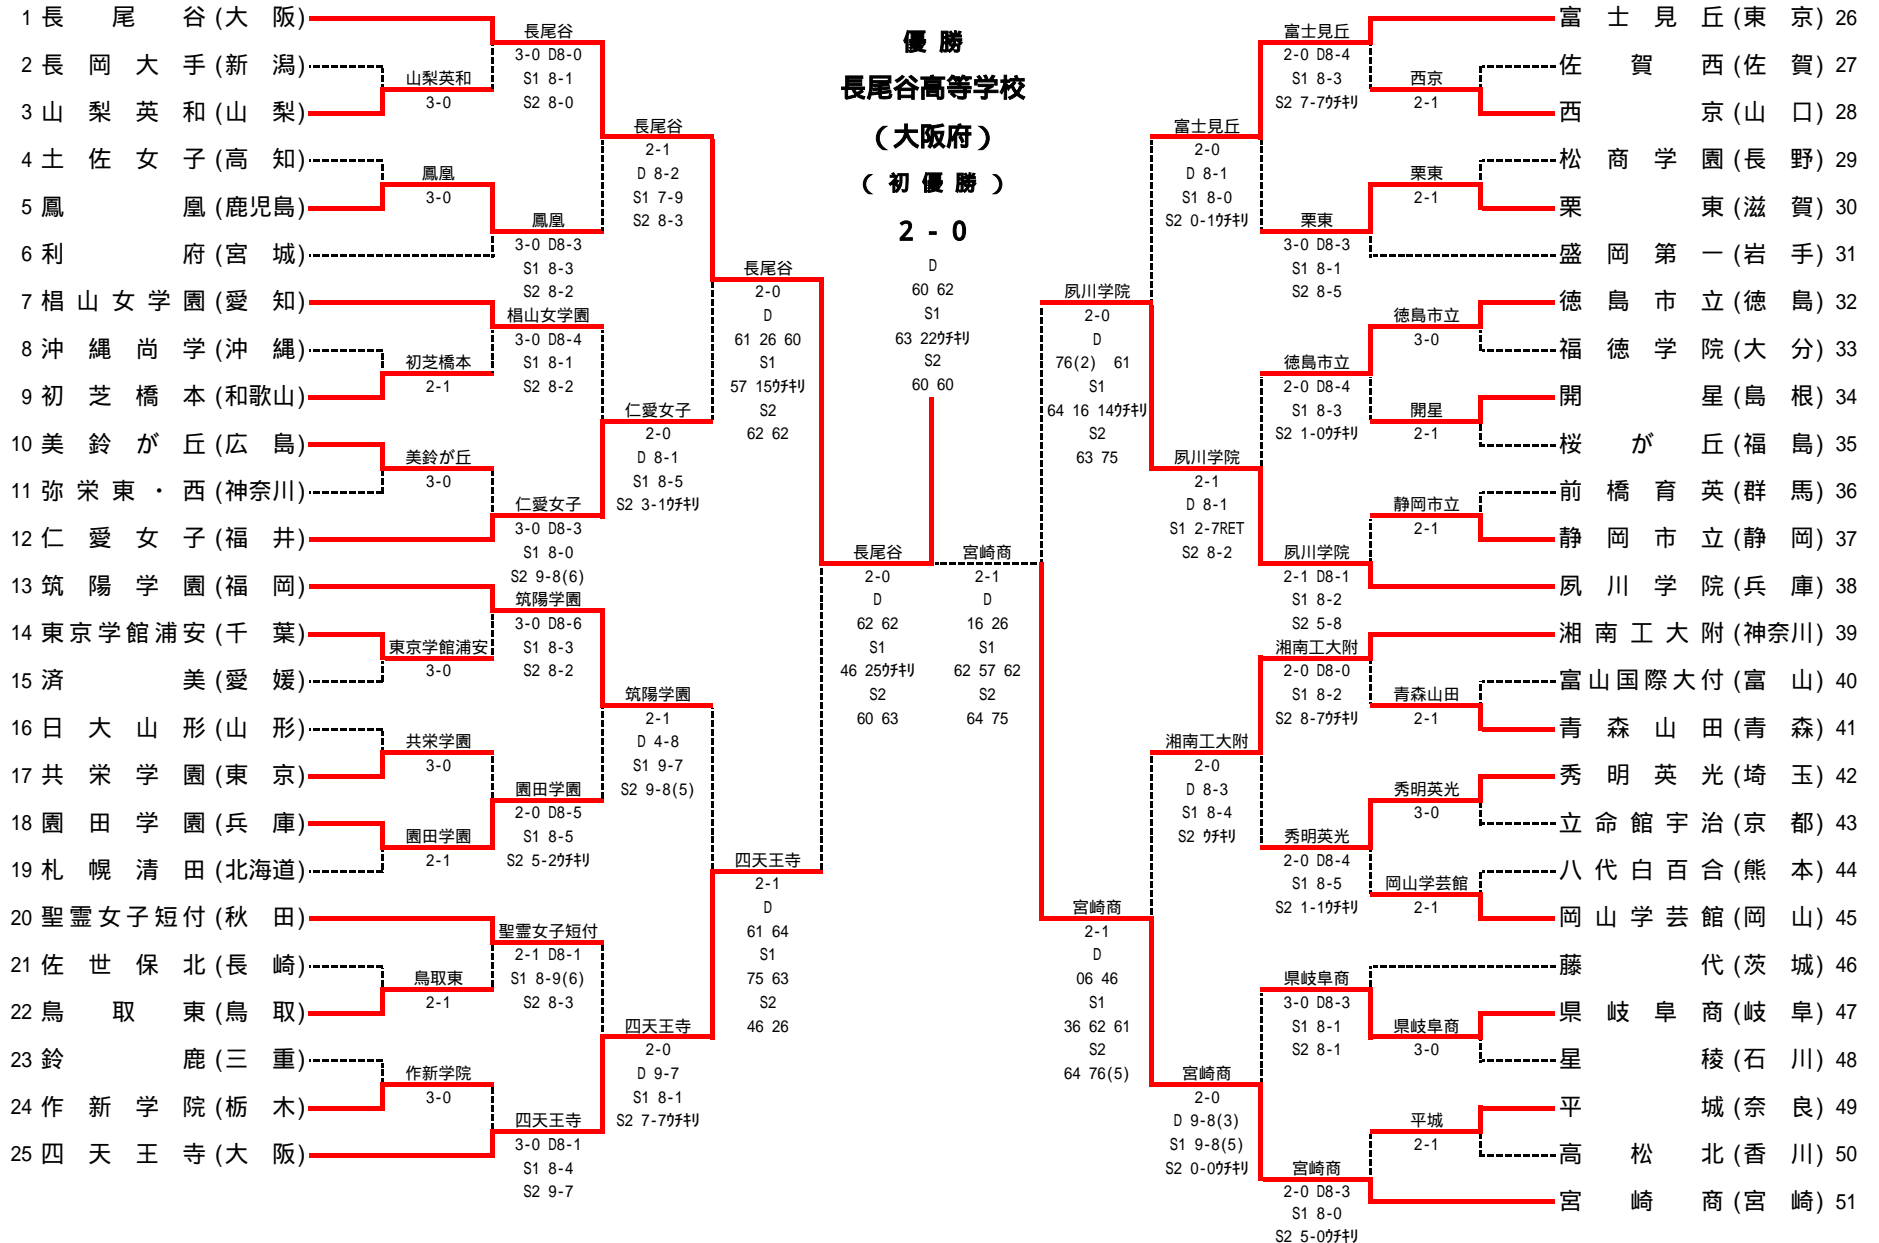 1 長尾谷 (大阪)
2 長岡大手 (新潟)
3 山梨英和 (山梨)
4 土佐女子 (高知)
5 鳳凰 (鹿児島)
6 利府 (宮城)
7 椙山女学園 (愛知)
8 沖縄尚学 (沖縄)
9 初芝橋本 (和歌山)
10 美鈴が丘 (広島)
11 弥栄東・西 (神奈川)
12 仁愛女子 (福井)
13 筑陽学園 (福岡)
14 東京学館浦安 (千葉)
15 済美 (愛媛)
16 日大山形 (山形)
17 共栄学園 (東京)
18 園田学園 (兵庫)
19 札幌清田 (北海道)
20 聖霊女子短付 (秋田)
21 佐世保北 (長崎)
22 鳥取東 (鳥取)
23 鈴鹿 (三重)
24 作新学院 (栃木)
25 四天王寺 (大阪)
山梨英和
3-0
鳳凰
3-0
初芝橋本
2-1
美鈴が丘
3-0
東京学館浦安
3-0
共栄学園
3-0
園田学園
2-1
鳥取東
2-1
作新学院
3-0
長尾谷
3-0 D8-0
S1 8-1
S2 8-0
鳳凰
3-0 D8-3
S1 8-3
S2 8-2
椙山女学園
3-0 D8-4
S1 8-1
S2 8-2
仁愛女子
3-0 D8-3
S1 8-0
S2 9-8(6)
筑陽学園
3-0 D8-6
S1 8-3
S2 8-2
園田学園
2-0 D8-5
S1 8-5
S2 5-2ウチキリ
聖霊女子短付
2-1 D8-1
S1 8-9(6)
S2 8-3
四天王寺
3-0 D8-1
S1 8-4
S2 9-7
長尾谷
2-1
D 8-2
S1 7-9
S2 8-3
仁愛女子
2-0
D 8-1
S1 8-5
S2 3-1ウチキリ
筑陽学園
2-1
D 4-8
S1 9-7
S2 9-8(5)
四天王寺
2-0
D 9-7
S1 8-1
S2 7-7ウチキリ
長尾谷
2-0
D
61 26 60
S1
57 15ウチキリ
S2
62 62
四天王寺
2-1
D
61 64
S1
75 63
S2
46 26
長尾谷
2-0
D
62 62
S1
46 25ウチキリ
S2
60 63
優勝
長尾谷高等学校
(大阪府)
(初優勝)
2-0
D
60 62
S1
63 22ウチキリ
S2
60 60
宮崎商
2-1
D
16 26
S1
62 57 62
S2
64 75
夙川学院
2-0
D
76(2) 61
S1
64 16 14ウチキリ
S2
63 75
宮崎商
2-1
D
06 46
S1
36 62 61
S2
64 76(5)
富士見丘
2-0
D 8-1
S1 8-0
S2 0-1ウチキリ
夙川学院
2-1
D 8-1
S1 2-7RET
S2 8-2
湘南工大附
2-0
D 8-3
S1 8-4
S2 ウチキリ
宮崎商
2-0
D 9-8(3)
S1 9-8(5)
S2 0-0ウチキリ
富士見丘
2-0 D8-4
S1 8-3
S2 7-7ウチキリ
栗東
3-0 D8-3
S1 8-1
S2 8-5
徳島市立
2-0 D8-4
S1 8-3
S2 1-0ウチキリ
夙川学院
2-1 D8-1
S1 8-2
S2 5-8
湘南工大附
2-0 D8-0
S1 8-2
S2 8-7ウチキリ
秀明英光
2-0 D8-4
S1 8-5
S2 1-1ウチキリ
県岐阜商
3-0 D8-3
S1 8-1
S2 8-1
宮崎商
2-0 D8-3
S1 8-0
S2 5-0ウチキリ
西京
2-1
栗東
2-1
徳島市立
3-0
開星
2-1
静岡市立
2-1
青森山田
2-1
秀明英光
3-0
岡山学芸館
2-1
県岐阜商
3-0
平城
2-1
富士見丘 (東京) 26
佐賀西 (佐賀) 27
西京 (山口) 28
松商学園 (長野) 29
栗東 (滋賀) 30
盛岡第一 (岩手) 31
徳島市立 (徳島) 32
福徳学院 (大分) 33
開星 (島根) 34
桜が丘 (福島) 35
前橋育英 (群馬) 36
静岡市立 (静岡) 37
夙川学院 (兵庫) 38
湘南工大附 (神奈川) 39
富山国際大付 (富山) 40
青森山田 (青森) 41
秀明英光 (埼玉) 42
立命館宇治 (京都) 43
八代白百合 (熊本) 44
岡山学芸館 (岡山) 45
藤代 (茨城) 46
県岐阜商 (岐阜) 47
星稜 (石川) 48
平城 (奈良) 49
高松北 (香川) 50
宮崎商 (宮崎) 51